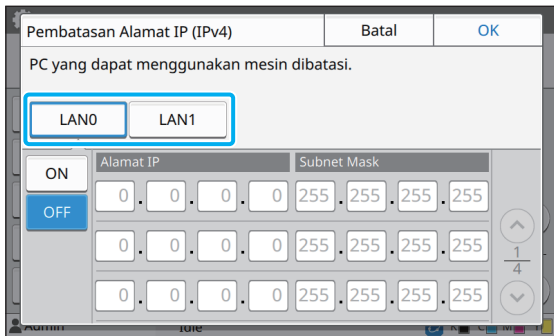 Pembatasan Alamat IP (IPv4) Batal OK
PC yang dapat menggunakan mesin dibatasi.
LAN0 LAN1
ON
OFF
Alamat IP Subnet Mask
0. 0. 0. 0 255. 255. 255. 255
0. 0. 0. 0 255. 255. 255. 255
0. 0. 0. 0 255. 255. 255. 255
1
4
Admin Idle